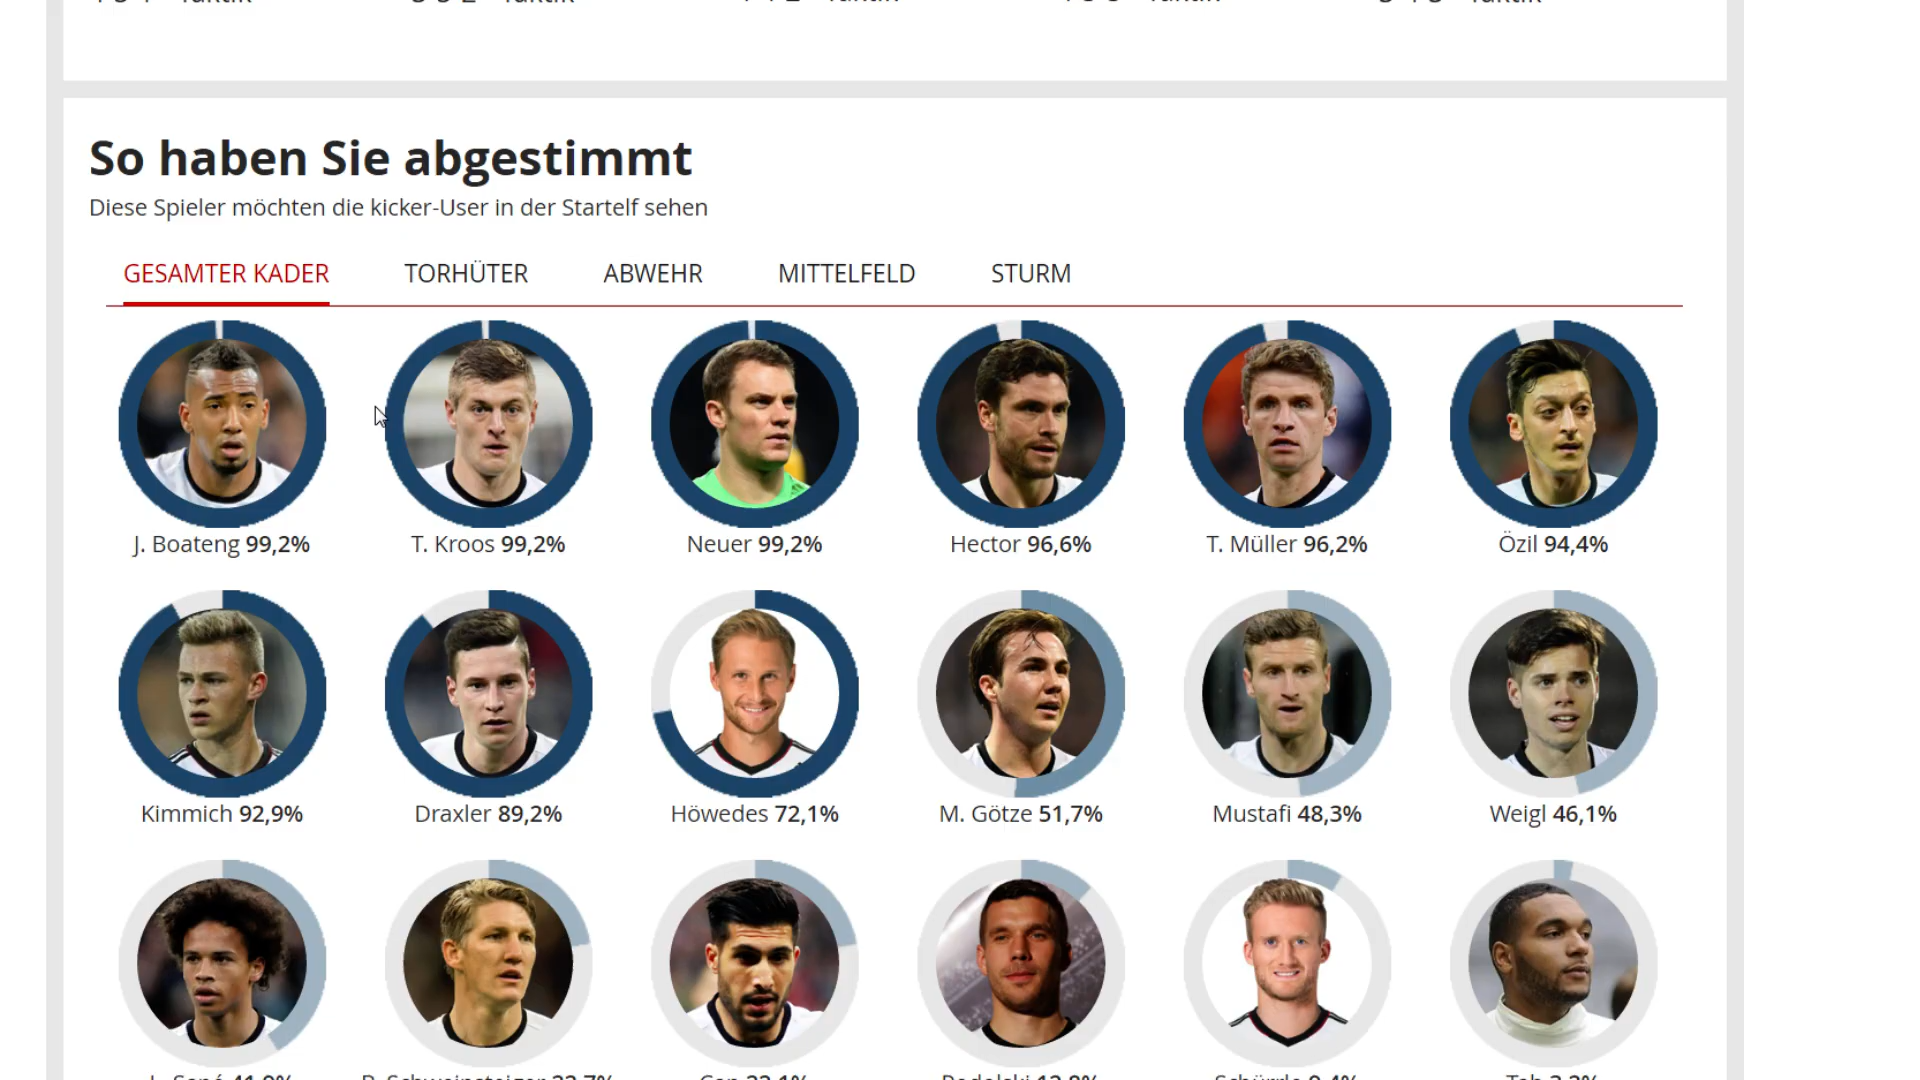 So haben Sie abgestimmt
Diese Spieler möchten die kicker-User in der Startelf sehen
GESAMTER KADER TORHÜTER ABWEHR MITTELFELD STURM
J. Boateng 99,2% T. Kroos 99,2% Neuer 99,2% Hector 96,6% T. Müller 96,2% Özil 94,4%
Kimmich 92,9% Draxler 89,2% Höwedes 72,1% M. Götze 51,7% Mustafi 48,3% Weigl 46,1%